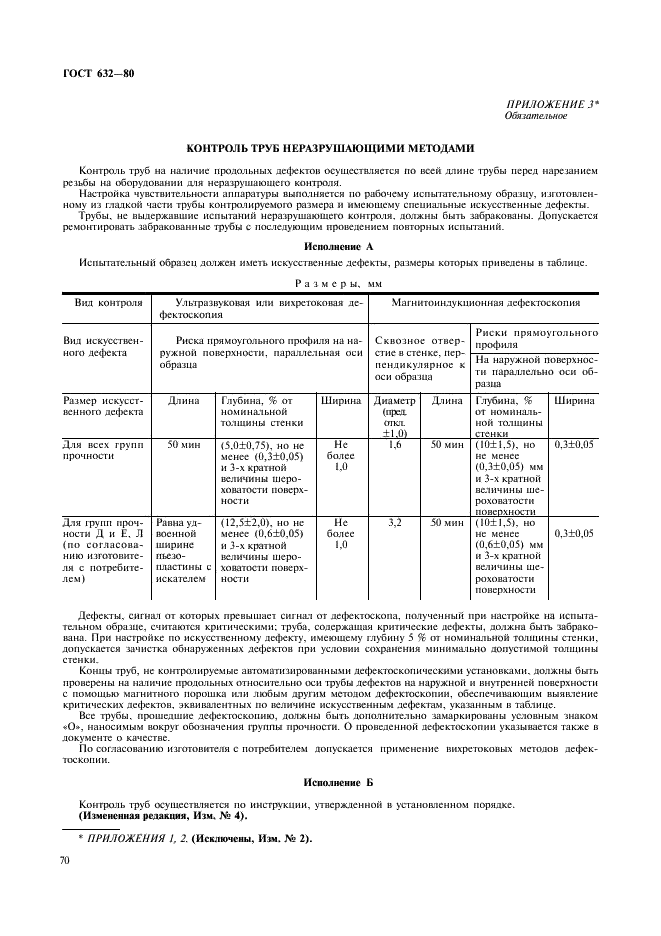 ГОСТ 632—80
ПРИЛОЖЕНИЕ 3*
Обязательное
КОНТРОЛЬ ТРУБ НЕРАЗРУШАЮЩИМИ МЕТОДАМИ
Контроль труб на наличие продольных дефектов осуществляется по всей длине трубы перед нарезанием
резьбы на оборудовании для неразрушающего контроля.
Настройка чувствительности аппаратуры выполняется по рабочему испытательному образцу, изготовлен-
ному из гладкой части трубы контролируемого размера и имеющему специальные искусственные дефекты.
Трубы, не выдержавшие испытаний неразрушающего контроля, должны быть забракованы. Допускается
ремонтировать забракованные трубы с последующим проведением повторных испытаний.
Исполнение А
Испытательный образец должен иметь искусственные дефекты, размеры которых приведены в таблице.
Размеры, мм
Вид контроля
Ультразвуковая или вихретоковая де-
фектоскопия
Магнитоиндукционная дефектоскопия
Вид искусствен-
ного дефекта
Риска прямоугольного профиля на на-
ружной поверхности, параллельная оси
образца
Сквозное отвер-
стие в стенке, пер-
пендикулярное к
оси образца
Риски прямоугольного
профиля
На наружной поверхнос-
ти параллельно оси об-
разца
Размер искусст-
венного дефекта
Длина
Глубина, % от
номинальной
толщины стенки
Ширина
Диаметр
(пред.
откл.
±1,0)
Длина
Глубина, %
от номиналь-
ной толщины
стенки
Ширина
Для всех групп
прочности
50 мин
(5,0±0,75), но не
менее (0,3±0,05)
и 3-х кратной
величины шеро-
ховатости поверх-
ности
Не
более
1,0
1,6
50 мин
(10±1,5), но
не менее
(0,3±0,05) мм
и 3-х кратной
величины ше-
роховатости
поверхности
0,3±0,05
Для групп проч-
ности Д и Е, Л
(по согласова-
нию изготовите-
ля с потребите-
лем)
Равна уд-
военной
ширине
пьезо-
пластины с
искателем
(12,5±2,0), но не
менее (0,6±0,05)
и 3-х кратной
величины шеро-
ховатости поверх-
ности
Не
более
1,0
3,2
50 мин
(10±1,5), но
не менее
(0,6±0,05) мм
и 3-х кратной
величины ше-
роховатости
поверхности
0,3±0,05
Дефекты, сигнал от которых превышает сигнал от дефектоскопа, полученный при настройке на испыта-
тельном образце, считаются критическими; труба, содержащая критические дефекты, должна быть забрако-
вана. При настройке по искусственному дефекту, имеющему глубину 5 % от номинальной толщины стенки,
допускается зачистка обнаруженных дефектов при условии сохранения минимально допустимой толщины
стенки.
Концы труб, не контролируемые автоматизированными дефектоскопическими установками, должны быть
проверены на наличие продольных относительно оси трубы дефектов на наружной и внутренней поверхности
с помощью магнитного порошка или любым другим методом дефектоскопии, обеспечивающим выявление
критических дефектов, эквивалентных по величине искусственным дефектам, указанным в таблице.
Все трубы, прошедшие дефектоскопию, должны быть дополнительно замаркированы условным знаком
«О», наносимым вокруг обозначения группы прочности. О проведенной дефектоскопии указывается также в
документе о качестве.
По согласованию изготовителя с потребителем допускается применение вихретоковых методов дефек-
тоскопии.
Исполнение Б
Контроль труб осуществляется по инструкции, утвержденной в установленном порядке.
(Измененная редакция, Изм. № 4).
* ПРИЛОЖЕНИЯ 1, 2. (Исключены, Изм. № 2).
70